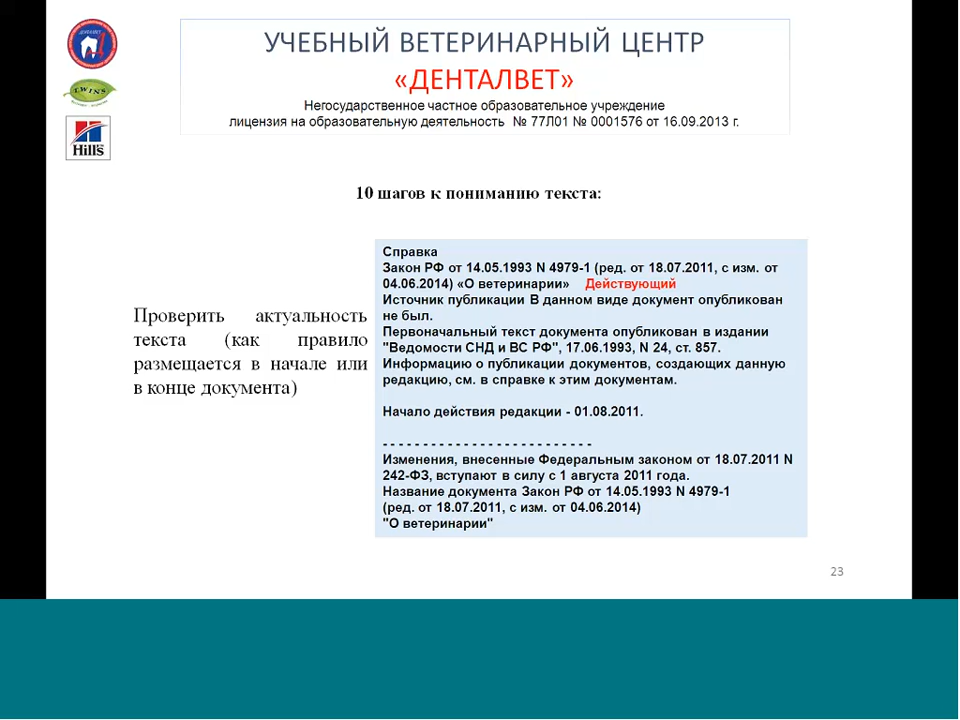 УЧЕБНЫЙ ВЕТЕРИНАРНЫЙ ЦЕНТР
«ДЕНТАЛВЕТ»
Негосударственное частное образовательное учреждение
лицензия на образовательную деятельность № 77Л01 № 0001576 от 16.09.2013 г.
ДЕНТАЛВЕТ
TWINS
Hill's
10 шагов к пониманию текста:
Проверить актуальность
текста (как правило
размещается в начале или
в конце документа)
Справка
Закон РФ от 14.05.1993 N 4979-1 (ред. от 18.07.2011, с изм. от
04.06.2014) «О ветеринарии» Действующий
Источник публикации В данном виде документ опубликован
не был.
Первоначальный текст документа опубликован в издании
"Ведомости СНД и ВС РФ", 17.06.1993, N 24, ст. 857.
Информацию о публикации документов, создающих данную
редакцию, см. в справке к этим документам.
Начало действия редакции - 01.08.2011.
- - - - - - - - - - - - - - - - - - - - - - - - - -
Изменения, внесенные Федеральным законом от 18.07.2011 N
242-ФЗ, вступают в силу с 1 августа 2011 года.
Название документа Закон РФ от 14.05.1993 N 4979-1
(ред. от 18.07.2011, с изм. от 04.06.2014)
"О ветеринарии"
23